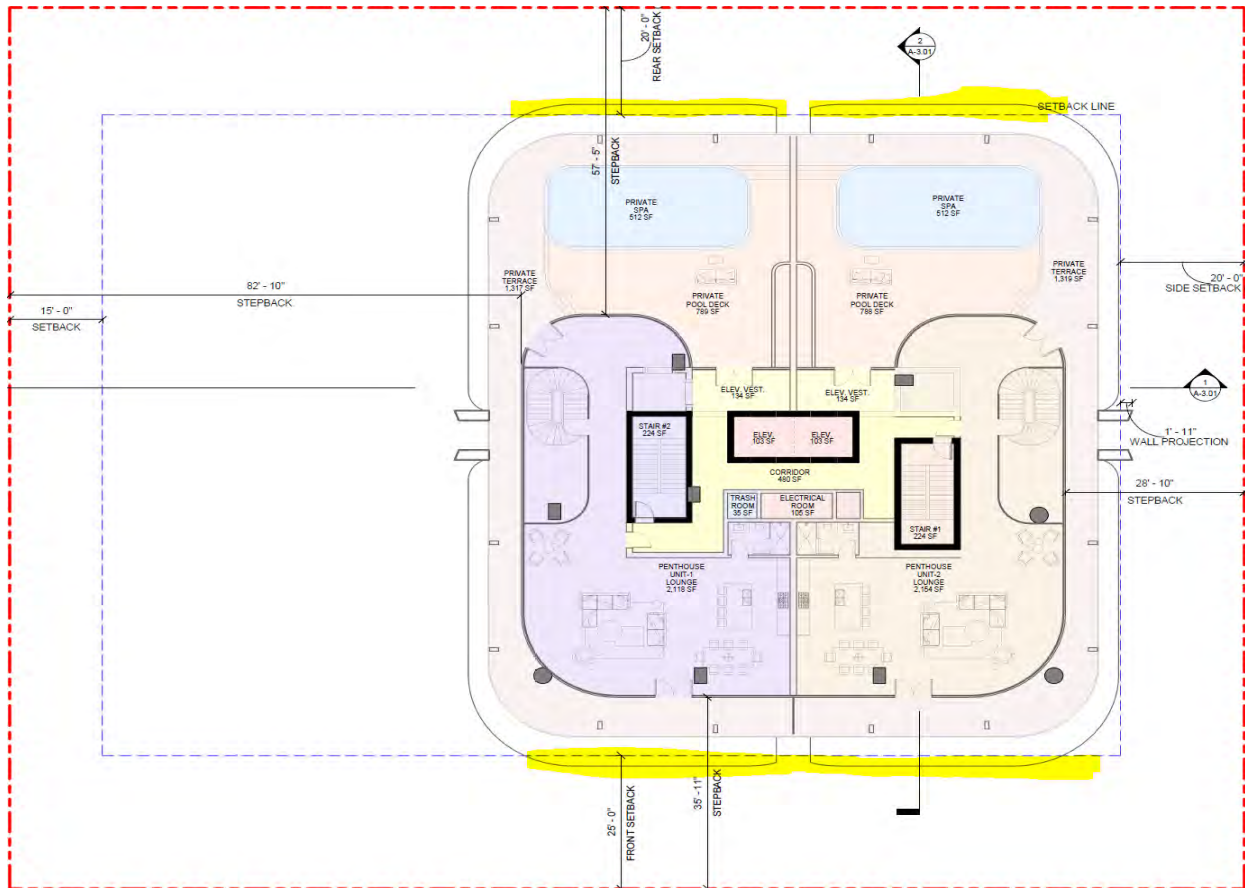 20' - 0"
REAR SETBACK
2
A-3.01
SETBACK LINE
57' - 5"
STEPBACK
PRIVATE
SPA
512 SF
PRIVATE
SPA
512 SF
PRIVATE
TERRACE
1,317 SF
PRIVATE
TERRACE
1,319 SF
82' - 10"
STEPBACK
20' - 0"
SIDE SETBACK
PRIVATE
POOL DECK
789 SF
PRIVATE
POOL DECK
788 SF
15' - 0"
SETBACK
ELEV. VEST.
134 SF
ELEV. VEST.
134 SF
1
A-3.01
STAIR #2
224 SF
ELEV.
103 SF
ELEV.
103 SF
1' - 11"
WALL PROJECTION
CORRIDOR
480 SF
28' - 10"
STEPBACK
TRASH
ROOM
35 SF
ELECTRICAL
ROOM
105 SF
STAIR #1
224 SF
PENTHOUSE
UNIT-1
LOUNGE
2,118 SF
PENTHOUSE
UNIT-2
LOUNGE
2,154 SF
25' - 0"
FRONT SETBACK
35' - 11"
STEPBACK